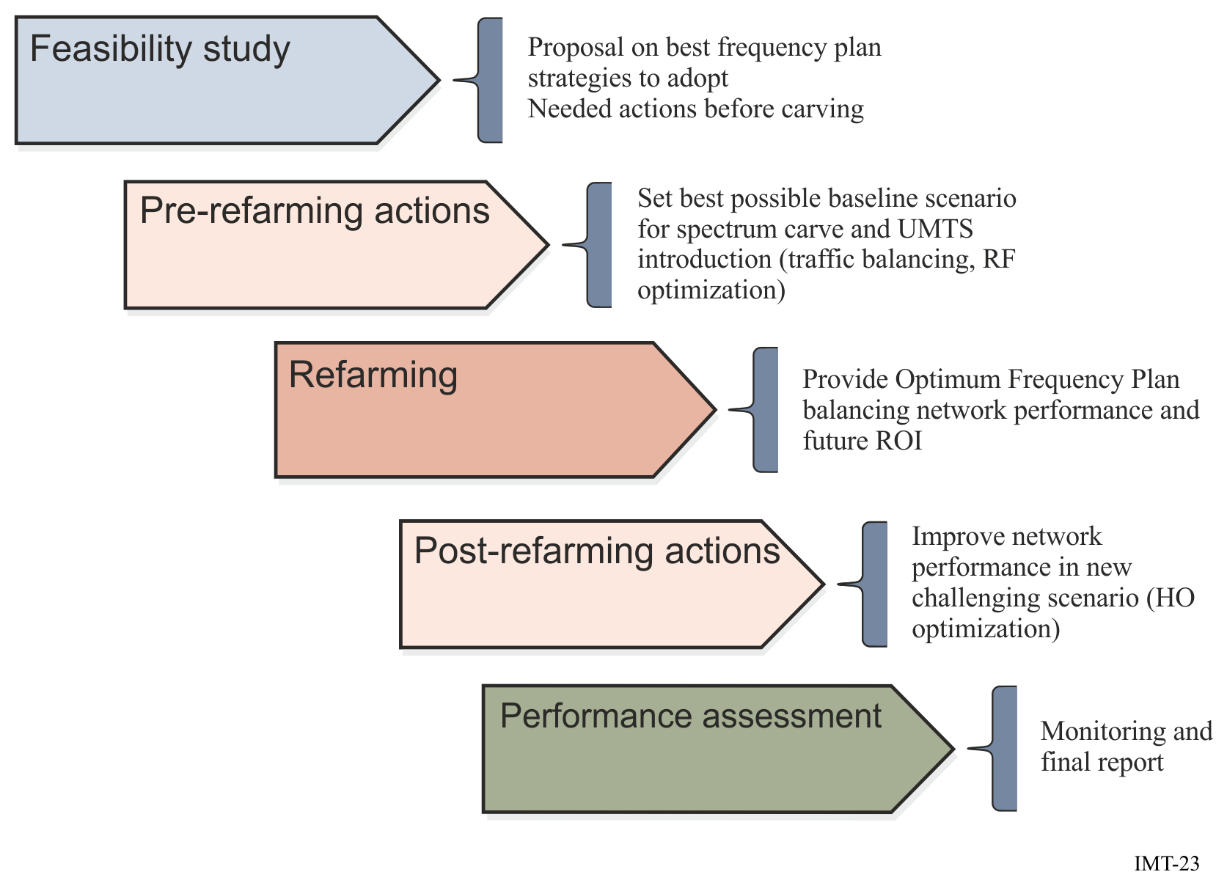 Feasibility study
Proposal on best frequency plan
strategies to adopt
Needed actions before carving
Pre-refarming actions
Set best possible baseline scenario
for spectrum carve and UMTS
introduction (traffic balancing, RF
optimization)
Refarming
Provide Optimum Frequency Plan
balancing network performance and
future ROI
Post-refarming actions
Improve network
performance in new
challenging scenario (HO
optimization)
Performance assessment
Monitoring and
final report
IMT-23